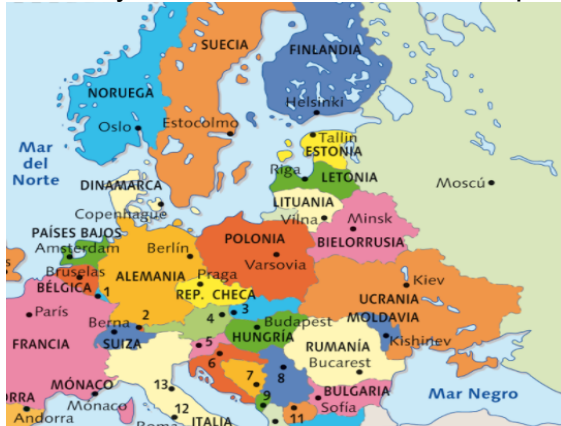 SUECIA
FINLANDIA
NORUEGA
Helsinki
Oslo
Estocolmo
Tallin
ESTONIA
Mar
del
Norte
Riga
LETONIA
DINAMARCA
Moscú
LITUANIA
Copenhague
Vilna
Minsk
PAÍSES BAJOS
POLONIA
BIELORRUSIA
Amsterdam
Berlín
Varsovia
Bruselas
ALEMANIA
BÉLGICA
Praga
Kiev
1
REP. CHECA
UCRANIA
París
2
4
3
MOLDAVIA
Berna
Budapest
FRANCIA
SUIZA
HUNGRÍA
Kishinev
5
RUMANÍA
6
Bucarest
MÓNACO
13
7
8
ORRA
BULGARIA
Mar Negro
Mónaco
9
Sofía
Andorra
12
ITALIA
11